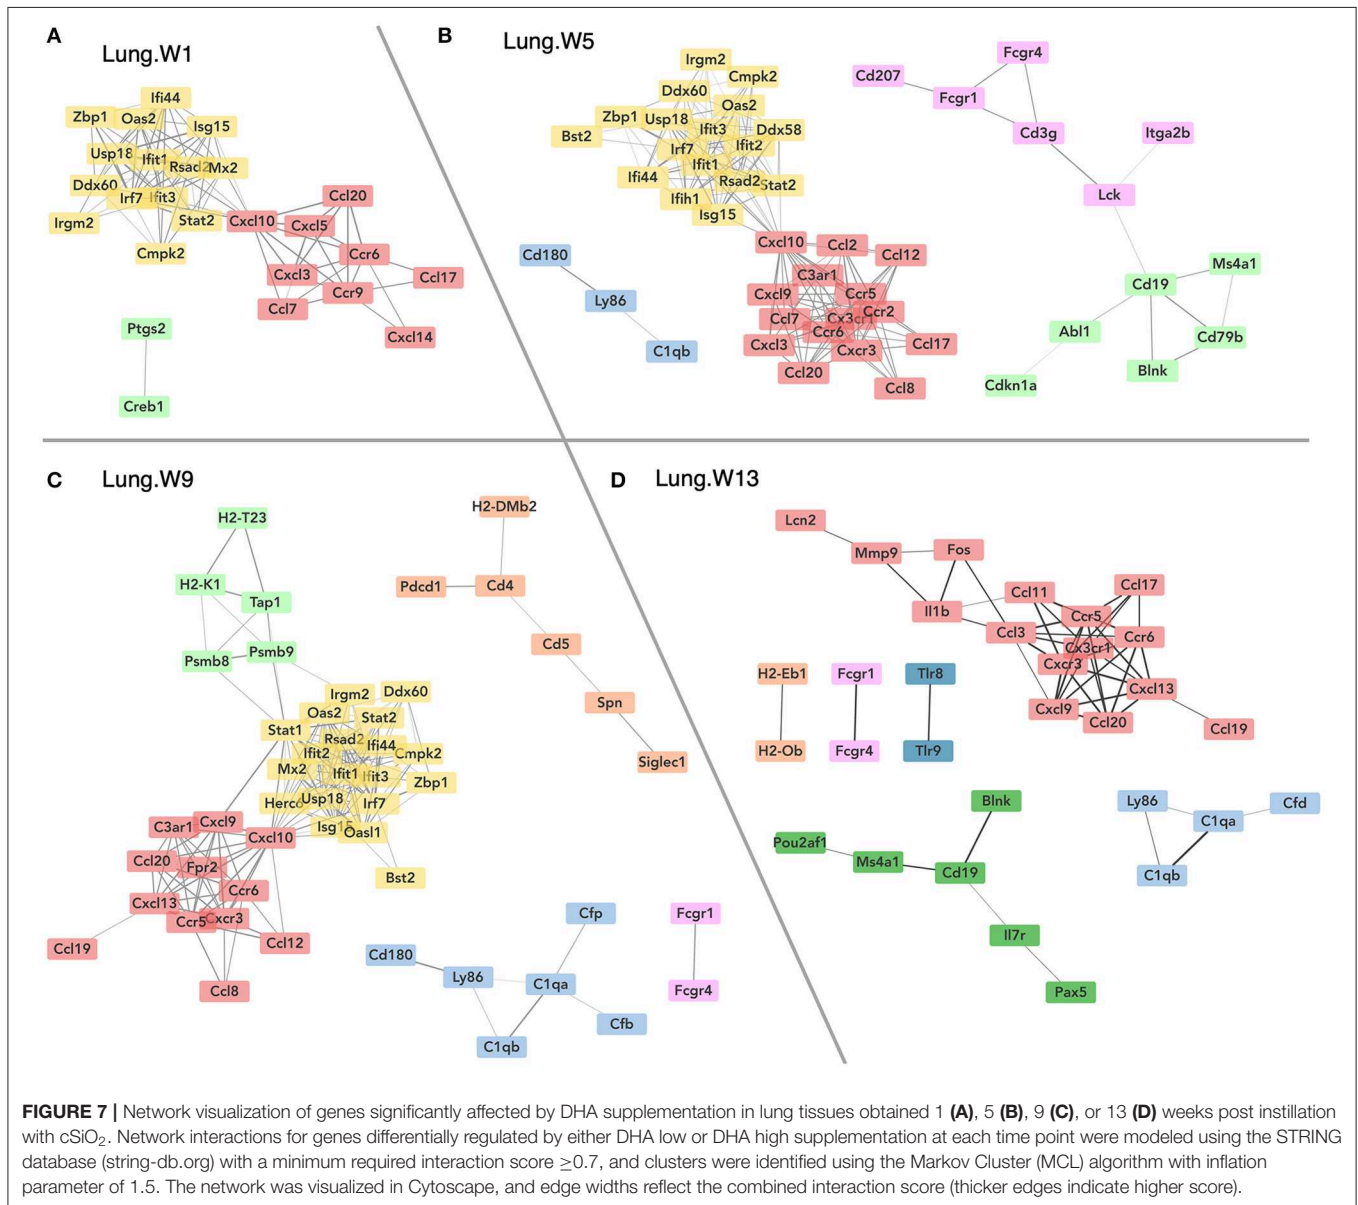 A
Lung.W1
Ifi44
Zbp1
Oas2
Isg15
Usp18
Ifit1
Rsad2
Mx2
Ddx60
Irf7
Ifit3
Irgm2
Stat2
Cmpk2
Cxcl10
Ccl20
Cxcl5
Ccr6
Cxcl3
Ccl17
Ccr9
Ccl7
Cxcl14
Ptgs2
Creb1
B
Lung.W5
Irgm2
Cmpk2
Ddx60
Oas2
Zbp1
Usp18
Ifit3
Ddx58
Bst2
Irf7
Ifit2
Ifit1
Ifi44
Rsad2
Stat2
Ifih1
Isg15
Cxcl10
Ccl2
Ccl12
C3ar1
Cxcl9
Ccr5
Ccr2
Ccl7
Cx3cr1
Ccr6
Cxcl3
Cxcr3
Ccl17
Ccl20
Ccl8
Cd180
Ly86
C1qb
Fcgr4
Cd207
Fcgr1
Cd3g
Itga2b
Lck
Ms4a1
Cd19
Abl1
Cd79b
Blnk
Cdkn1a
C
Lung.W9
H2-T23
H2-K1
Tap1
Psmb8
Psmb9
H2-DMb2
Pdcd1
Cd4
Cd5
Spn
Siglec1
Irgm2
Ddx60
Oas2
Stat2
Stat1
Rsad2
Ifi44
Ifit2
Cmpk2
Mx2
Ifit1
Ifit3
Zbp1
Herc6
Usp18
Irf7
Isg15
Oasl1
Bst2
Cxcl9
C3ar1
Cxcl10
Ccl20
Fpr2
Ccr6
Cxcl13
Ccr5
Cxcr3
Ccl19
Ccl12
Ccl8
Cfp
Cd180
Ly86
C1qa
Cfb
C1qb
Fcgr1
Fcgr4
D
Lung.W13
Lcn2
Mmp9
Fos
Il1b
Ccl11
Ccl17
Ccr5
Ccl3
Ccr6
Cx3cr1
Cxcr3
Cxcl13
Cxcl9
Ccl20
Ccl19
H2-Eb1
Fcgr1
Tlr8
H2-Ob
Fcgr4
Tlr9
Blnk
Pou2af1
Ms4a1
Cd19
Il7r
Pax5
Ly86
Cfd
C1qa
C1qb
FIGURE 7 | Network visualization of genes significantly affected by DHA supplementation in lung tissues obtained 1 (A), 5 (B), 9 (C), or 13 (D) weeks post instillation
with cSiO₂. Network interactions for genes differentially regulated by either DHA low or DHA high supplementation at each time point were modeled using the STRING
database (string-db.org) with a minimum required interaction score ≥0.7, and clusters were identified using the Markov Cluster (MCL) algorithm with inflation
parameter of 1.5. The network was visualized in Cytoscape, and edge widths reflect the combined interaction score (thicker edges indicate higher score).